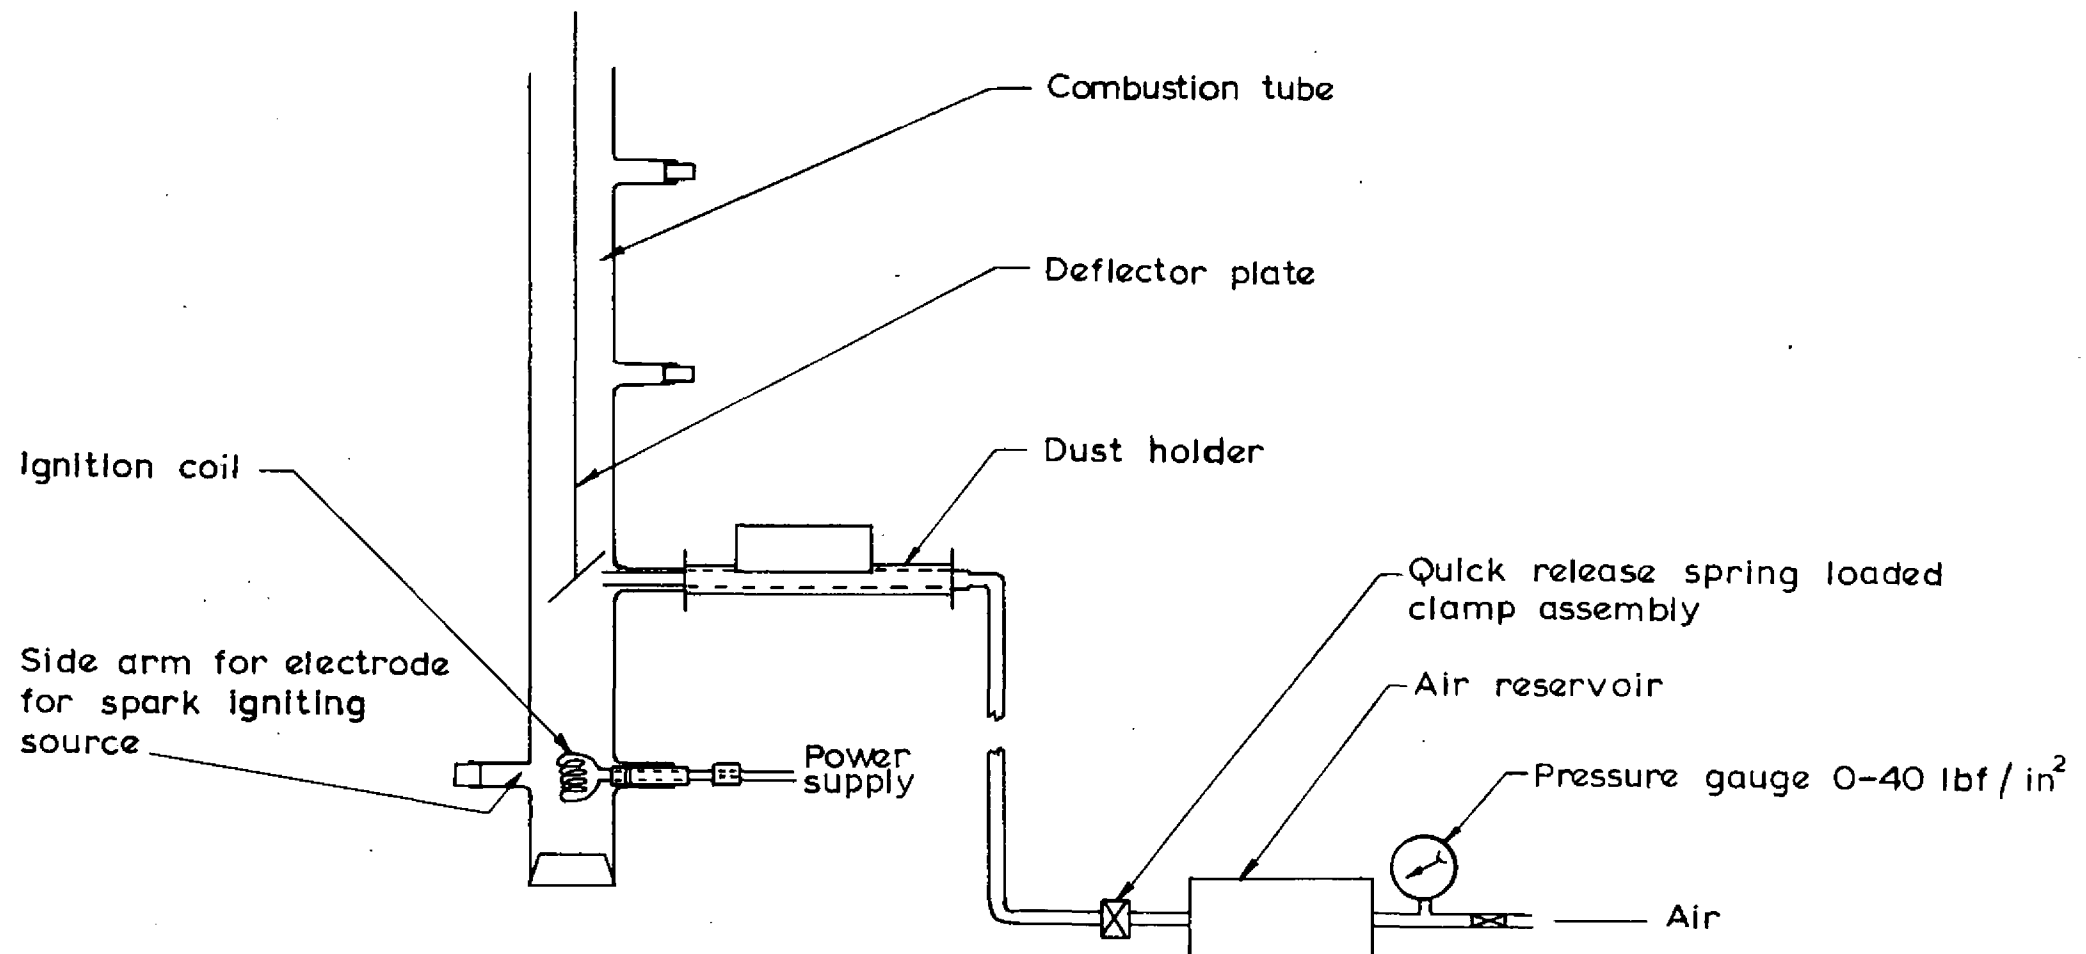 Combustion tube
Deflector plate
Ignition coil
Dust holder
Quick release spring loaded
clamp assembly
Side arm for electrode
for spark igniting
source
Air reservoir
Power
supply
Pressure gauge 0-40 lbf / in²
Air